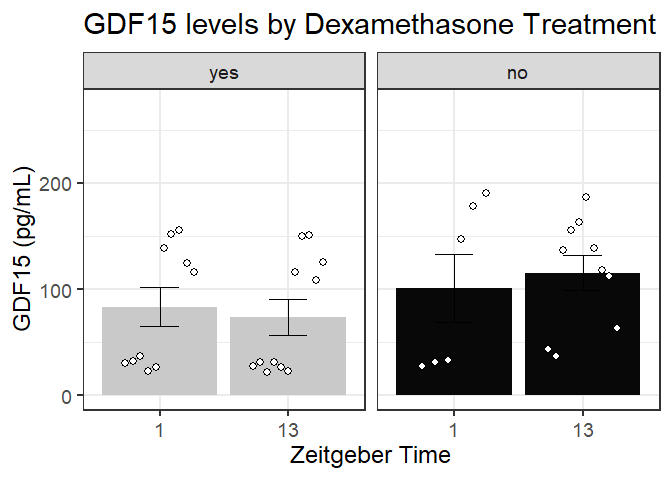 GDF15 levels by Dexamethasone Treatment
yes
no
GDF15 (pg/mL)
200
100
0
1
13
1
13
Zeitgeber Time